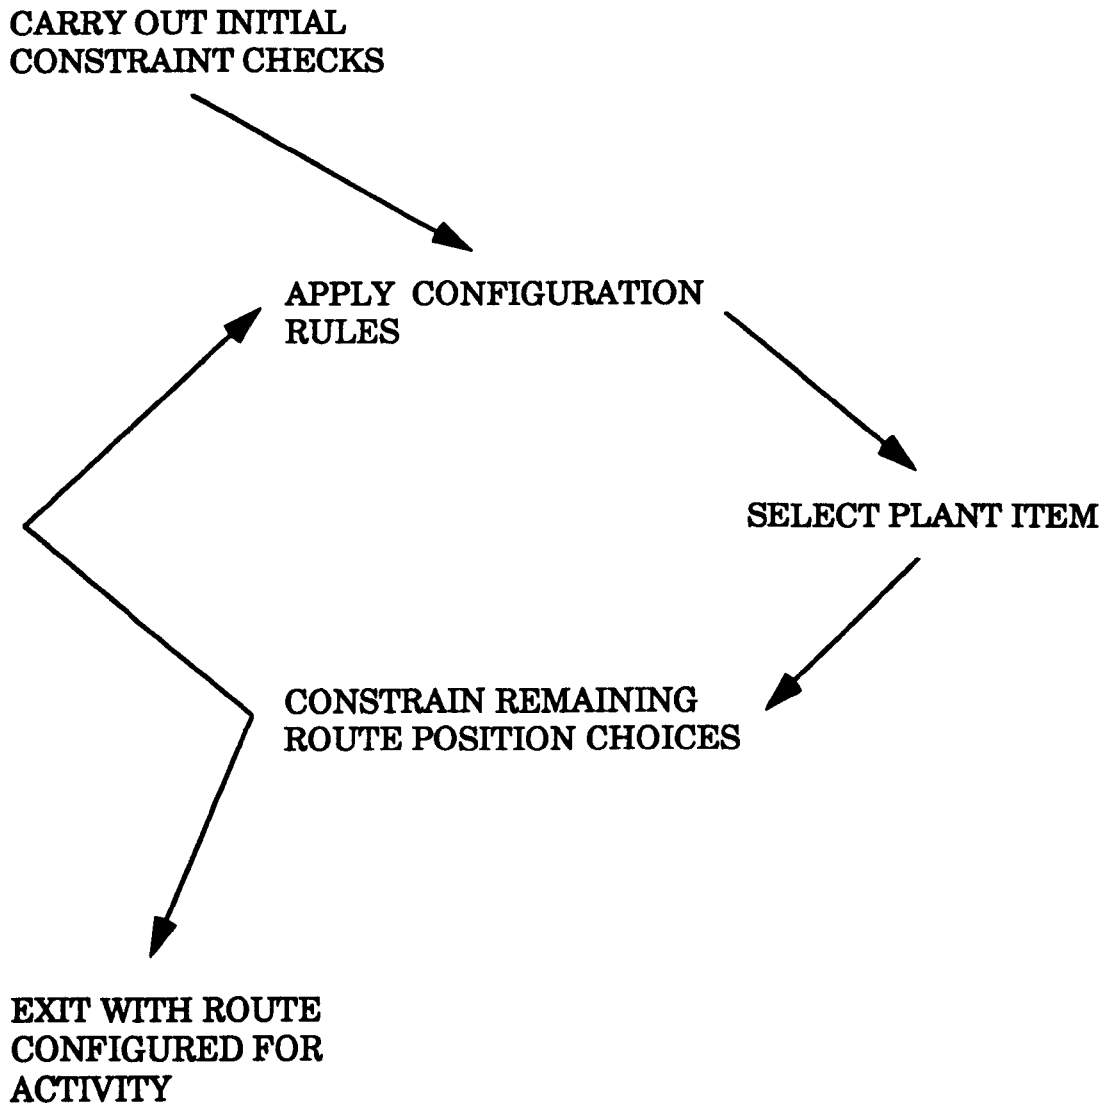 CARRY OUT INITIAL
CONSTRAINT CHECKS
APPLY CONFIGURATION
RULES
SELECT PLANT ITEM
CONSTRAIN REMAINING
ROUTE POSITION CHOICES
EXIT WITH ROUTE
CONFIGURED FOR
ACTIVITY